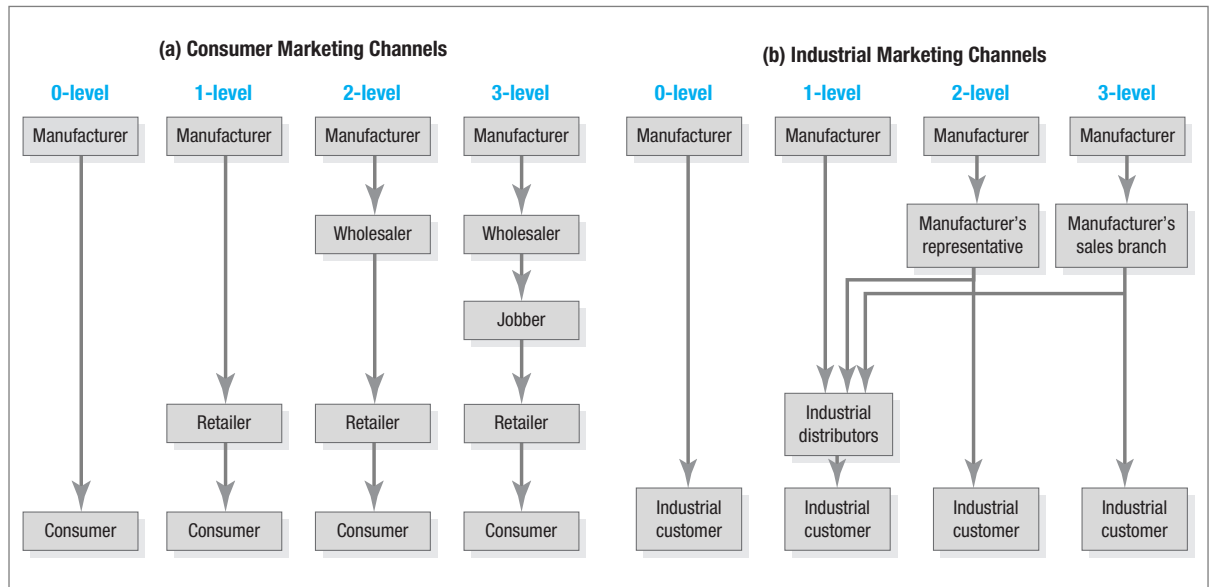 (a) Consumer Marketing Channels
0-level
1-level
2-level
3-level
Manufacturer
Manufacturer
Manufacturer
Manufacturer
Wholesaler
Wholesaler
Jobber
Retailer
Retailer
Retailer
Consumer
Consumer
Consumer
Consumer
(b) Industrial Marketing Channels
0-level
1-level
2-level
3-level
Manufacturer
Manufacturer
Manufacturer
Manufacturer
Manufacturer's
representative
Manufacturer's
sales branch
Industrial
distributors
Industrial
customer
Industrial
customer
Industrial
customer
Industrial
customer